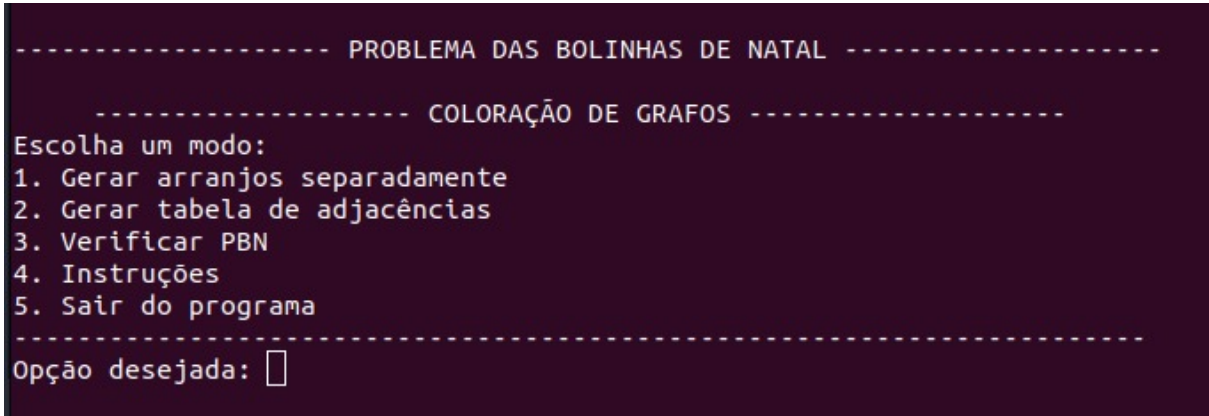 --------------------- PROBLEMA DAS BOLINHAS DE NATAL ---------------------
-------------------- COLORAÇÃO DE GRAFOS --------------------
Escolha um modo:
1. Gerar arranjos separadamente
2. Gerar tabela de adjacências
3. Verificar PBN
4. Instruções
5. Sair do programa
-----------------------------------------------------------------------
Opção desejada: